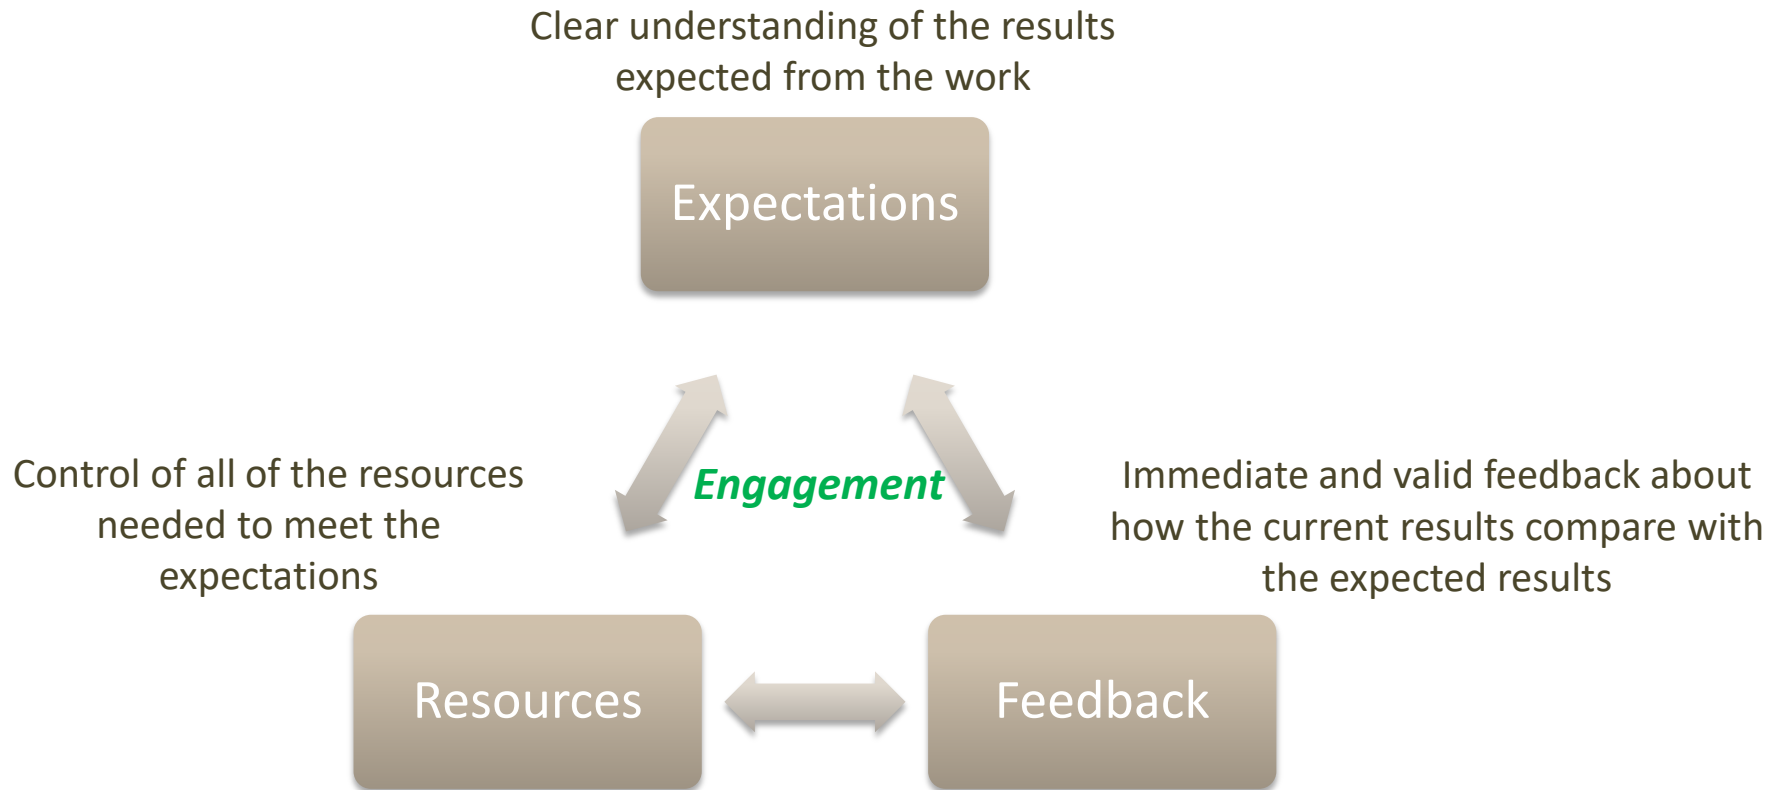 Clear understanding of the results
expected from the work
Expectations
Engagement
Control of all of the resources
needed to meet the
expectations
Immediate and valid feedback about
how the current results compare with
the expected results
Resources
Feedback